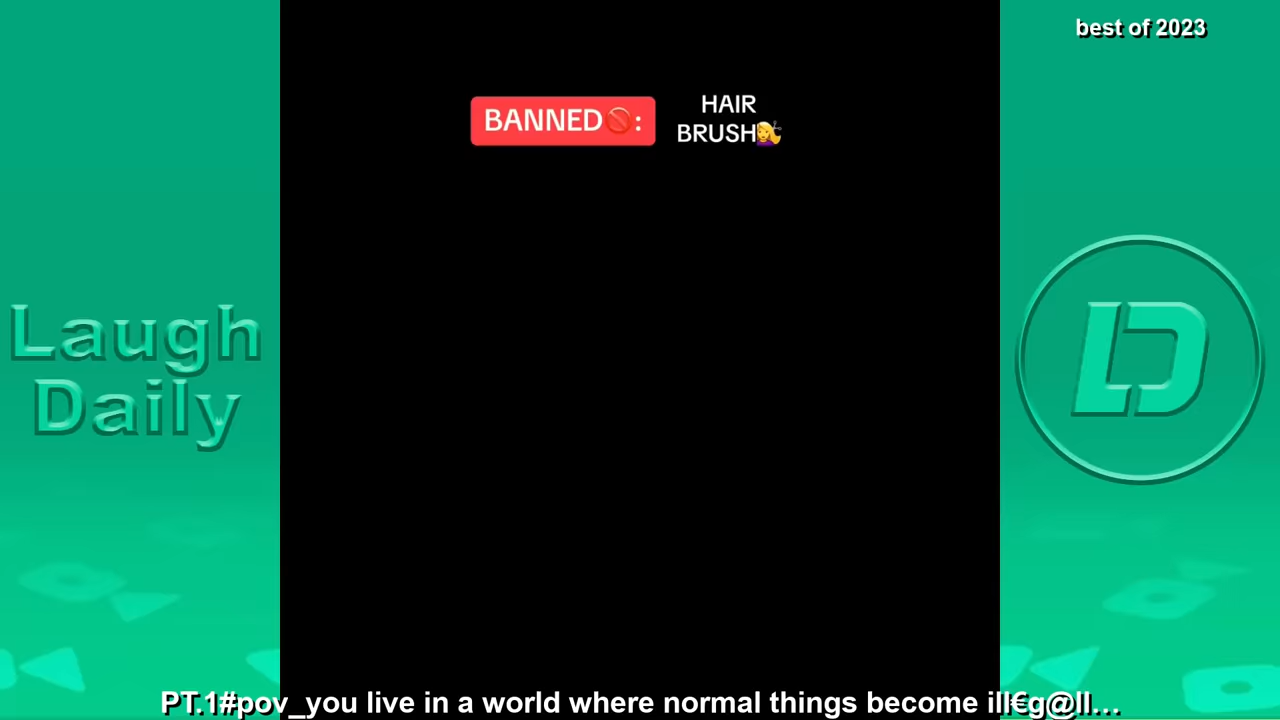 best of 2023
BANNED🚫:
HAIR
BRUSH💇‍♀️
Laugh
Daily
LD
PT.1#pov_you live in a world where normal things become ill€g@ll...